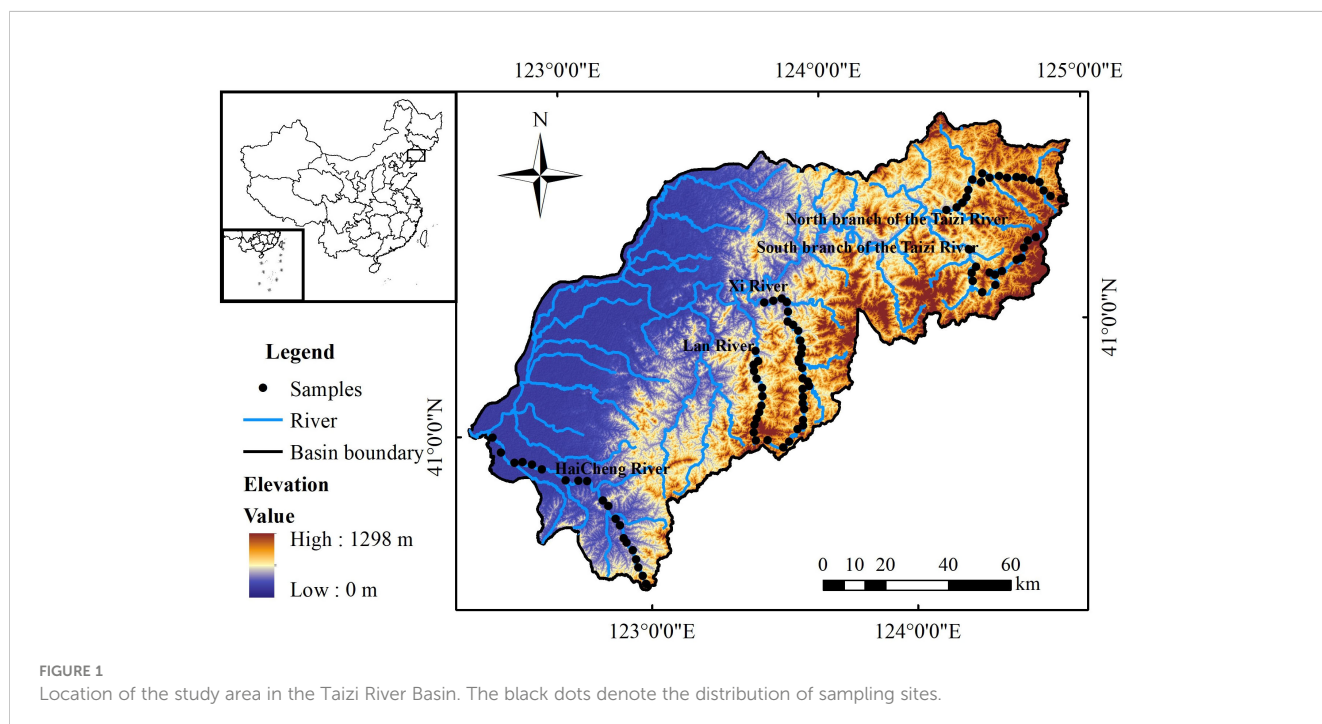 123°0'0"E
124°0'0"E
125°0'0"E
N
North branch of the Taizi River
South branch of the Taizi River
Xi River
41°0'0"N
Legend
Lan River
Samples
River
Basin boundary
41°0'0"N
HaiCheng River
Elevation
Value
High : 1298 m
Low : 0 m
0 10 20 40 60
km
123°0'0"E
124°0'0"E
FIGURE 1
Location of the study area in the Taizi River Basin. The black dots denote the distribution of sampling sites.